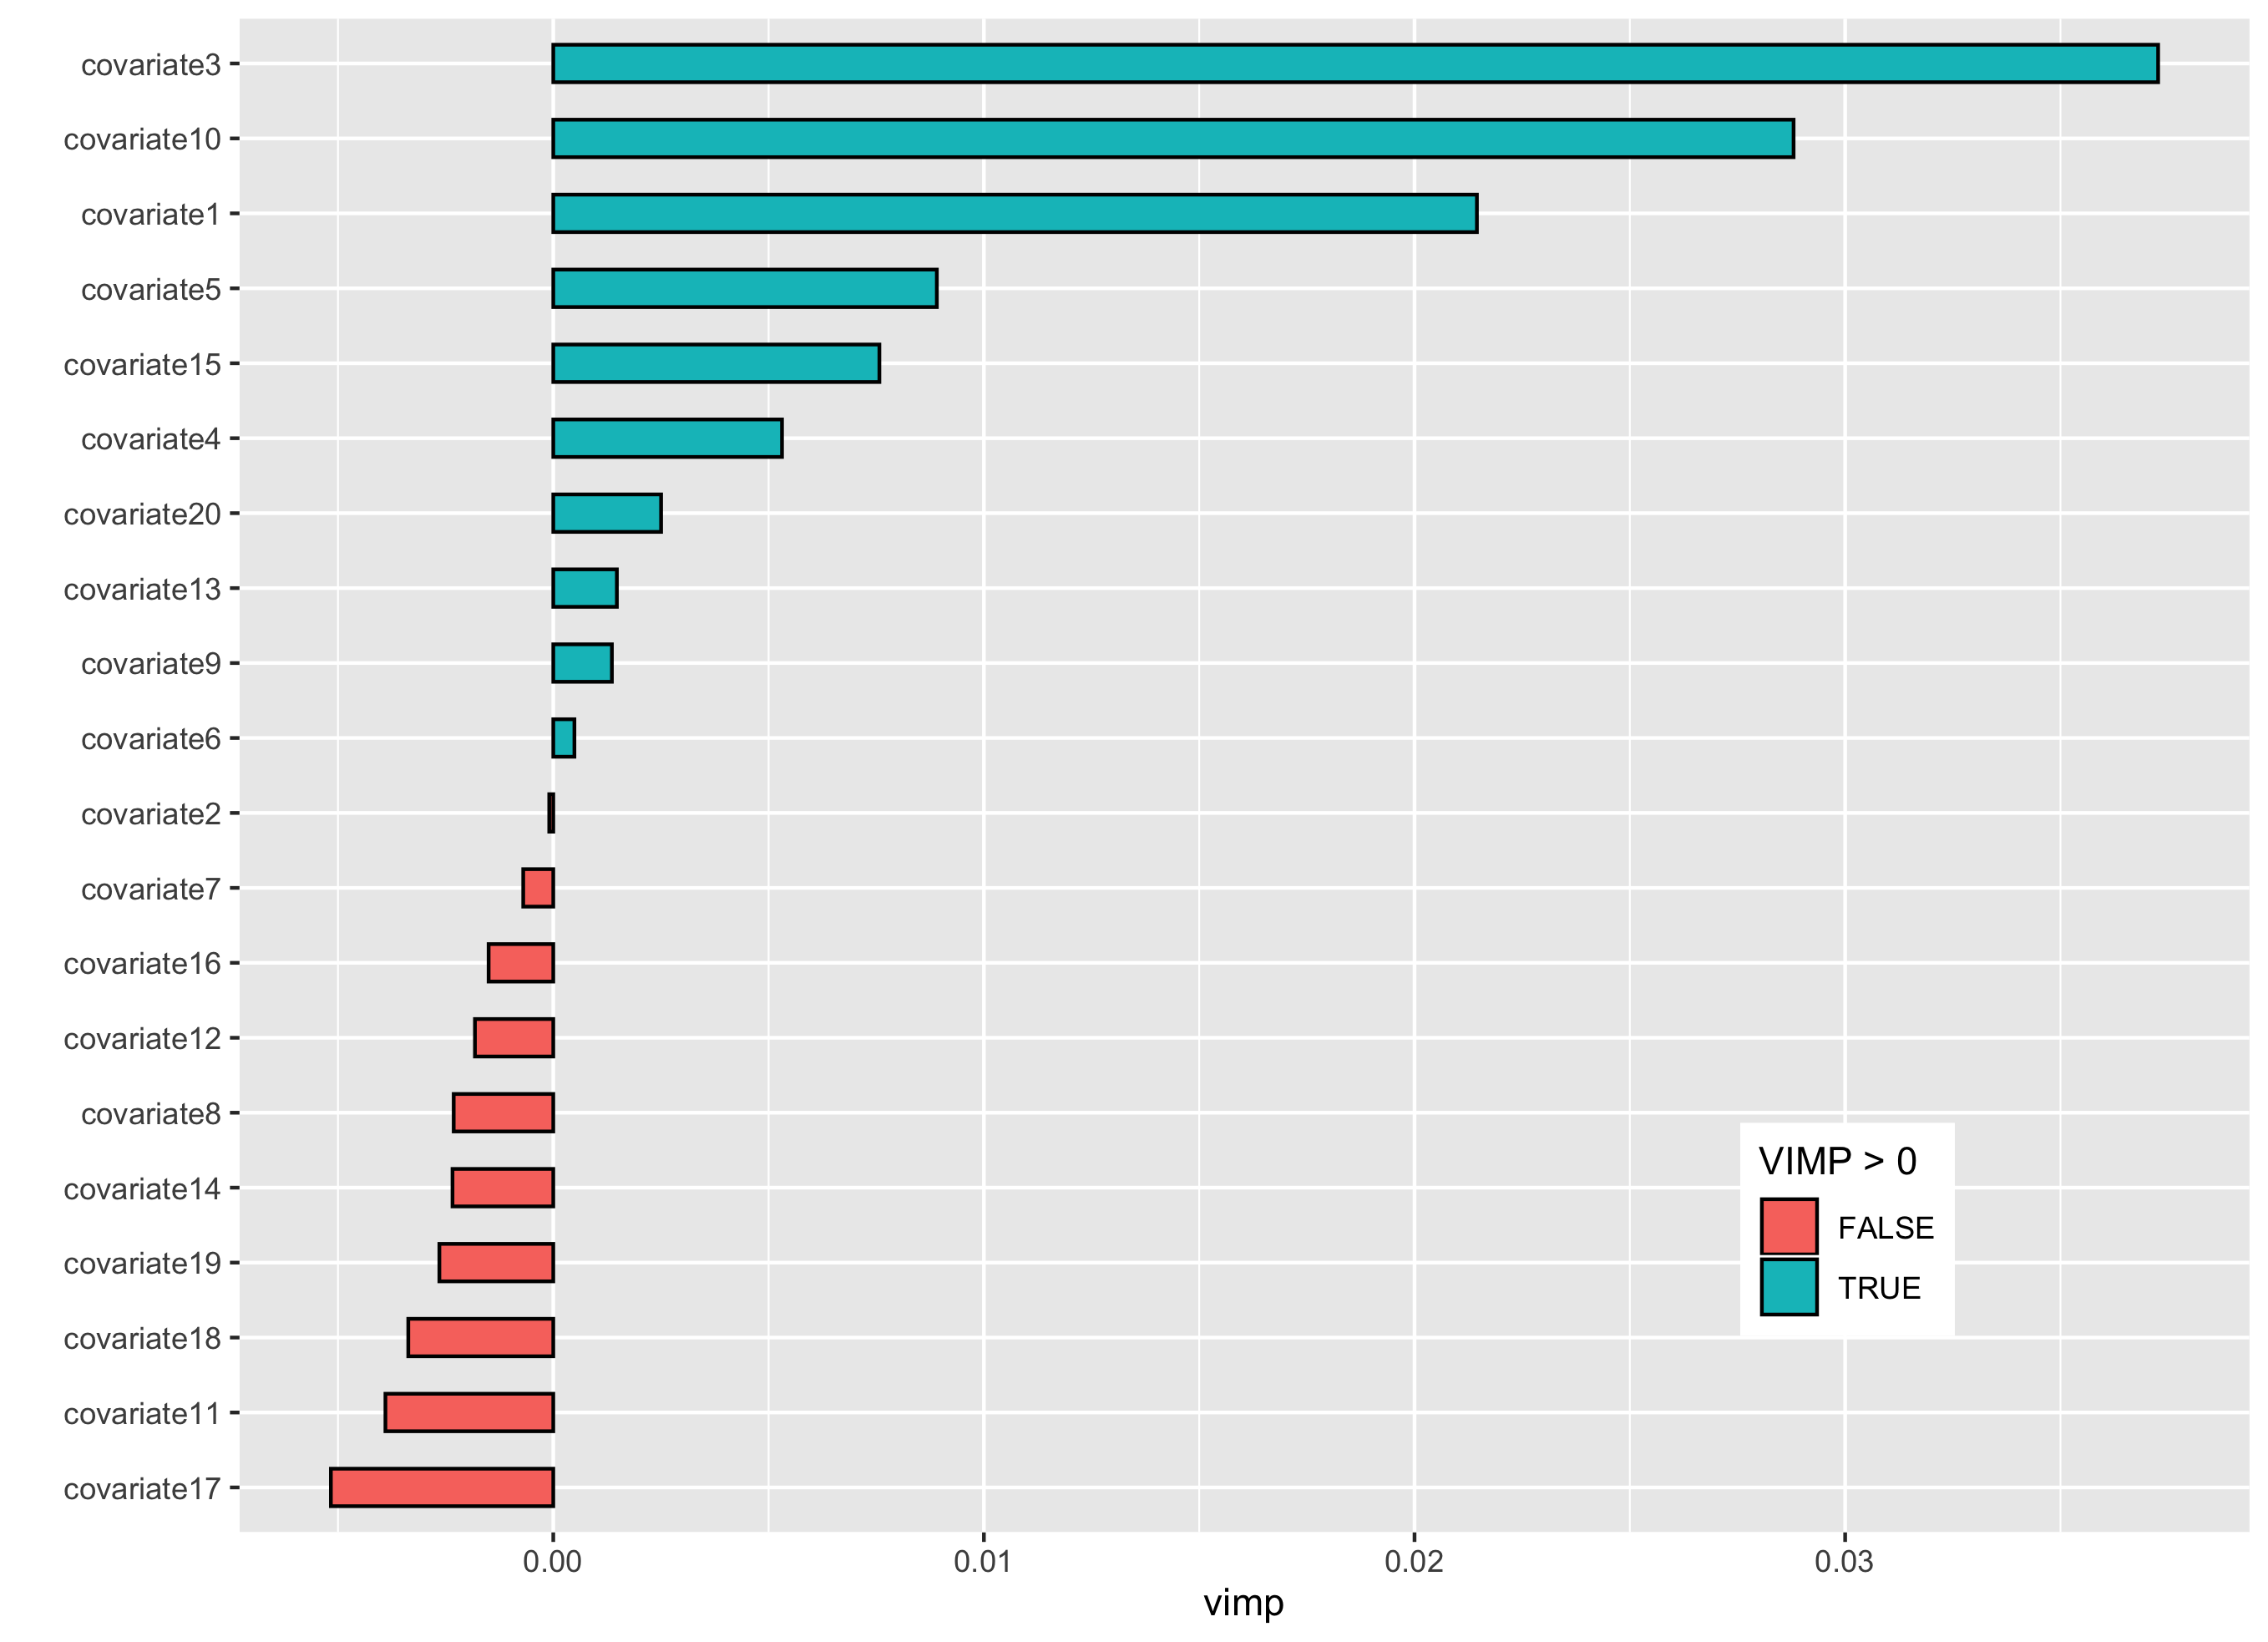 covariate3
covariate10
covariate1
covariate5
covariate15
covariate4
covariate20
covariate13
covariate9
covariate6
covariate2
covariate7
covariate16
covariate12
covariate8
covariate14
covariate19
covariate18
covariate11
covariate17
VIMP > 0
FALSE
TRUE
0.00 0.01 0.02 0.03
vimp